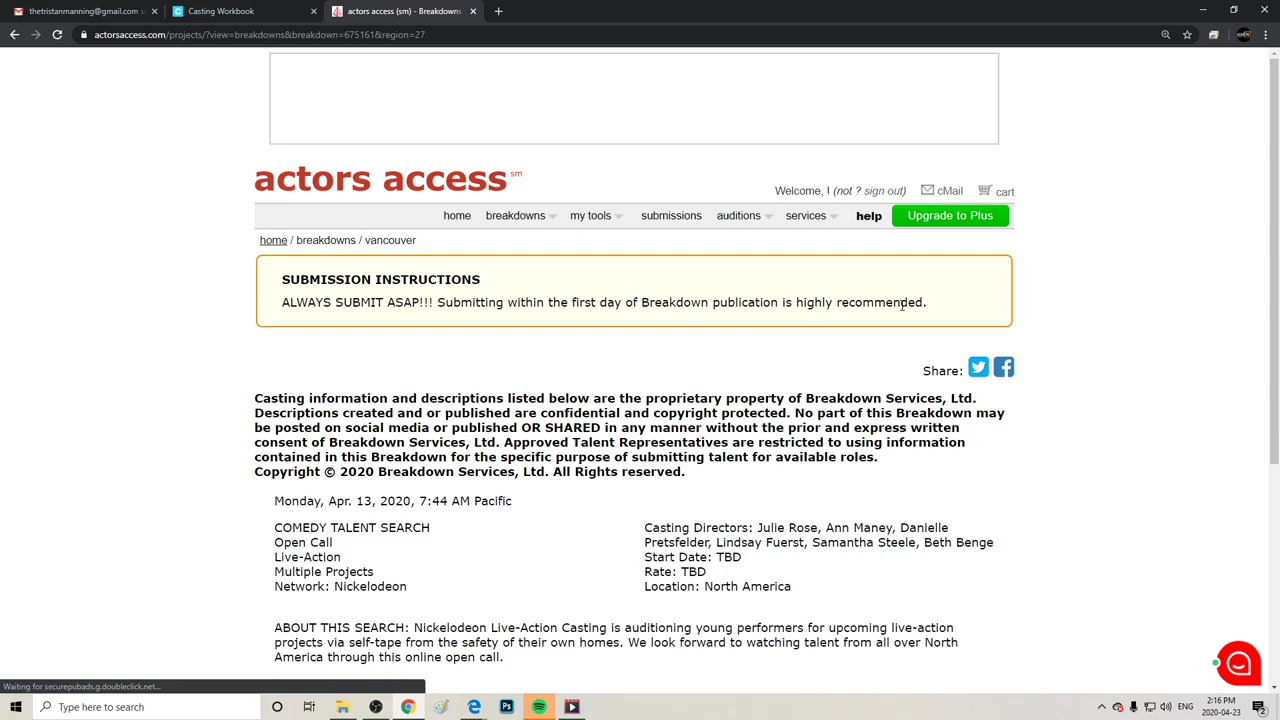 thetristanmanning@gmail.com s
Casting Workbook
actors access (sm) - Breakdowns
actorsaccess.com/projects/?view=breakdowns&breakdown=675161&region=27
actors access sm
Welcome, ! (not ? sign out) cMail cart
home breakdowns my tools submissions auditions services help Upgrade to Plus
home / breakdowns / vancouver
SUBMISSION INSTRUCTIONS
ALWAYS SUBMIT ASAP!!! Submitting within the first day of Breakdown publication is highly recommended.
Share:
Casting information and descriptions listed below are the proprietary property of Breakdown Services, Ltd.
Descriptions created and or published are confidential and copyright protected. No part of this Breakdown may
be posted on social media or published OR SHARED in any manner without the prior and express written
consent of Breakdown Services, Ltd. Approved Talent Representatives are restricted to using information
contained in this Breakdown for the specific purpose of submitting talent for available roles.
Copyright © 2020 Breakdown Services, Ltd. All Rights reserved.
Monday, Apr. 13, 2020, 7:44 AM Pacific
COMEDY TALENT SEARCH
Open Call
Live-Action
Multiple Projects
Network: Nickelodeon
Casting Directors: Julie Rose, Ann Maney, Danielle
Pretsfelder, Lindsay Fuerst, Samantha Steele, Beth Benge
Start Date: TBD
Rate: TBD
Location: North America
ABOUT THIS SEARCH: Nickelodeon Live-Action Casting is auditioning young performers for upcoming live-action
projects via self-tape from the safety of their own homes. We look forward to watching talent from all over North
America through this online open call.
Waiting for securepubads.g.doubleclick.net...
Type here to search
ENG
2:16 PM
2020-04-23
2